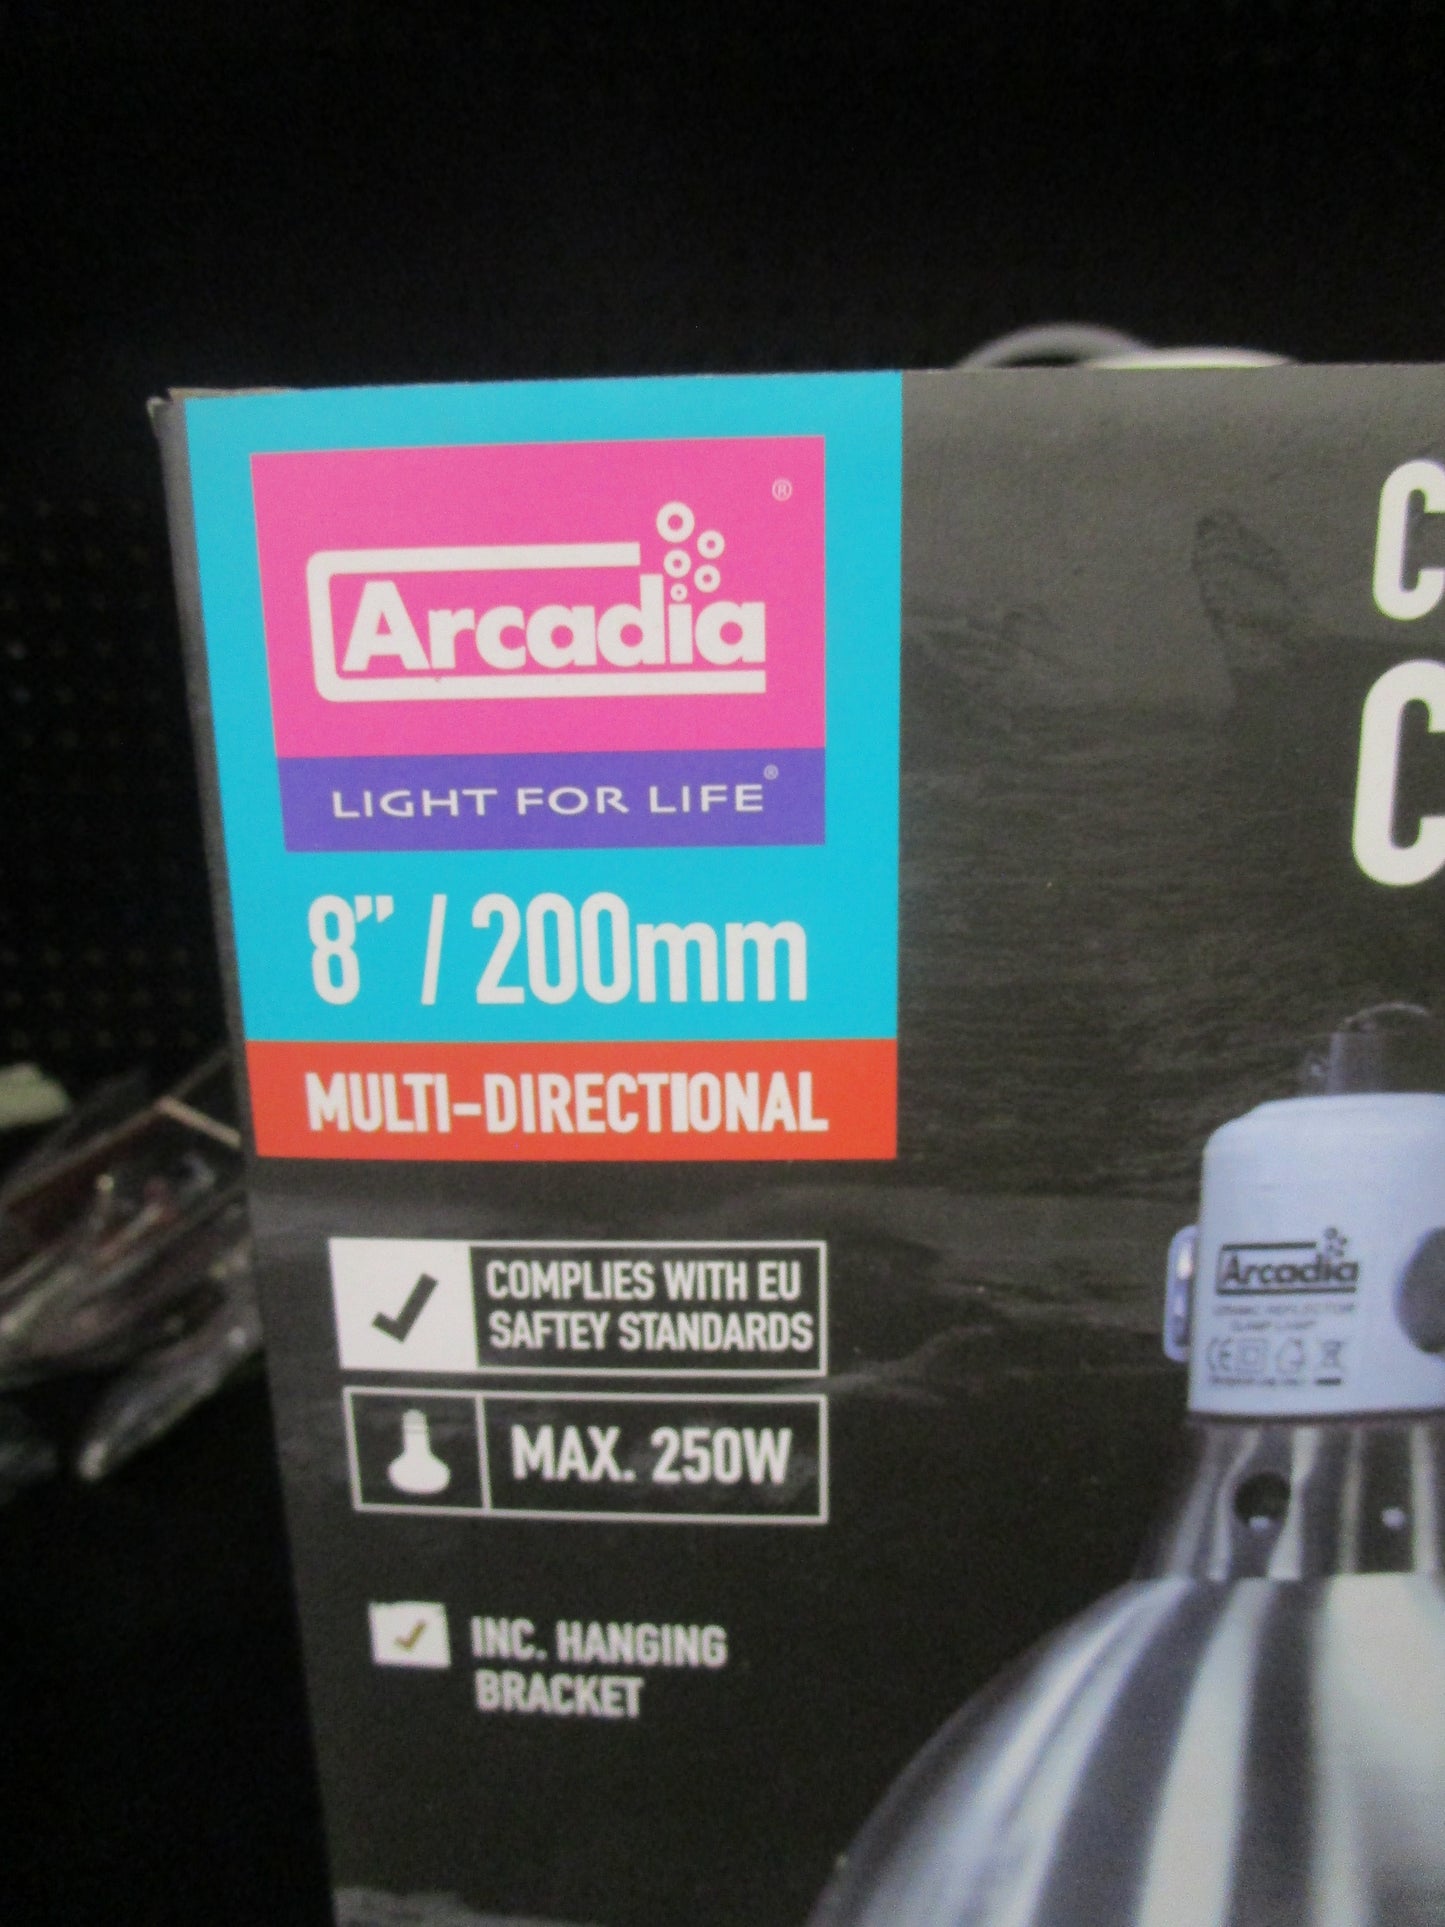 Arcadia®
LIGHT FOR LIFE®
8” / 200mm
MULTI-DIRECTIONAL
COMPLIES WITH EU
SAFTEY STANDARDS
MAX. 250W
INC. HANGING
BRACKET
C
C
Arcadia
CE